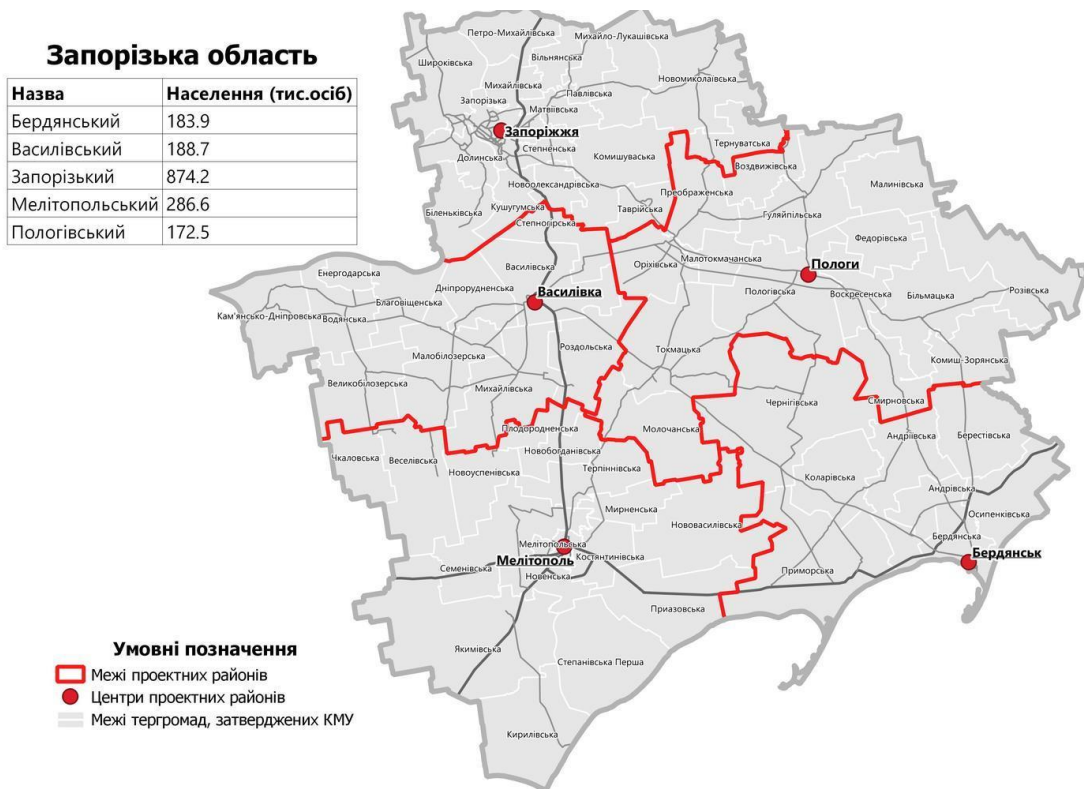 Запорізька область
Назва Населення (тис.осіб)
Бердянський 183.9
Василівський 188.7
Запорізький 874.2
Мелітопольський 286.6
Пологівський 172.5
Петро-Михайлівська
Михайло-Лукашівська
Широківська
Вільнянська
Новомиколаївська
Михайлівська
Павлівська
Запорізька
Матвіївська
Запоріжжя
Степненська
Тернуватська
Долинська
Комишуваська
Воздвижівська
Малинівська
Новоолександрівська
Преображенська
Кушугумська
Таврійська
Біленьківська
Гуляйпільська
Степногірська
Федорівська
Малотокмачанська
Оріхівська
Василівська
Пологи
Енергодарська
Дніпрорудненська
Пологівська
Воскресенська
Більмацька
Розівська
Благовіщенська
Василівка
Кам'янсько-Дніпровська
Водянська
Роздольська
Токмацька
Малобілозерська
Комиш-Зорянська
Великобілозерська
Михайлівська
Чернігівська
Смирновська
Плодородненська
Молочанська
Андріївська
Берестівська
Чкаловська
Веселівська
Новобогданівська
Новоуспенівська
Терпіннівська
Коларівська
Андрівська
Мирненська
Осипенківська
Нововасилівська
Бердянська
Мелітопольська
Бердянськ
Мелітополь
Костянтинівська
Семенівська
Новенська
Приморська
Приазовська
Якимівська
Степанівська Перша
Кирилівська
Умовні позначення
Межі проектних районів
Центри проектних районів
Межі тергромад, затверджених КМУ